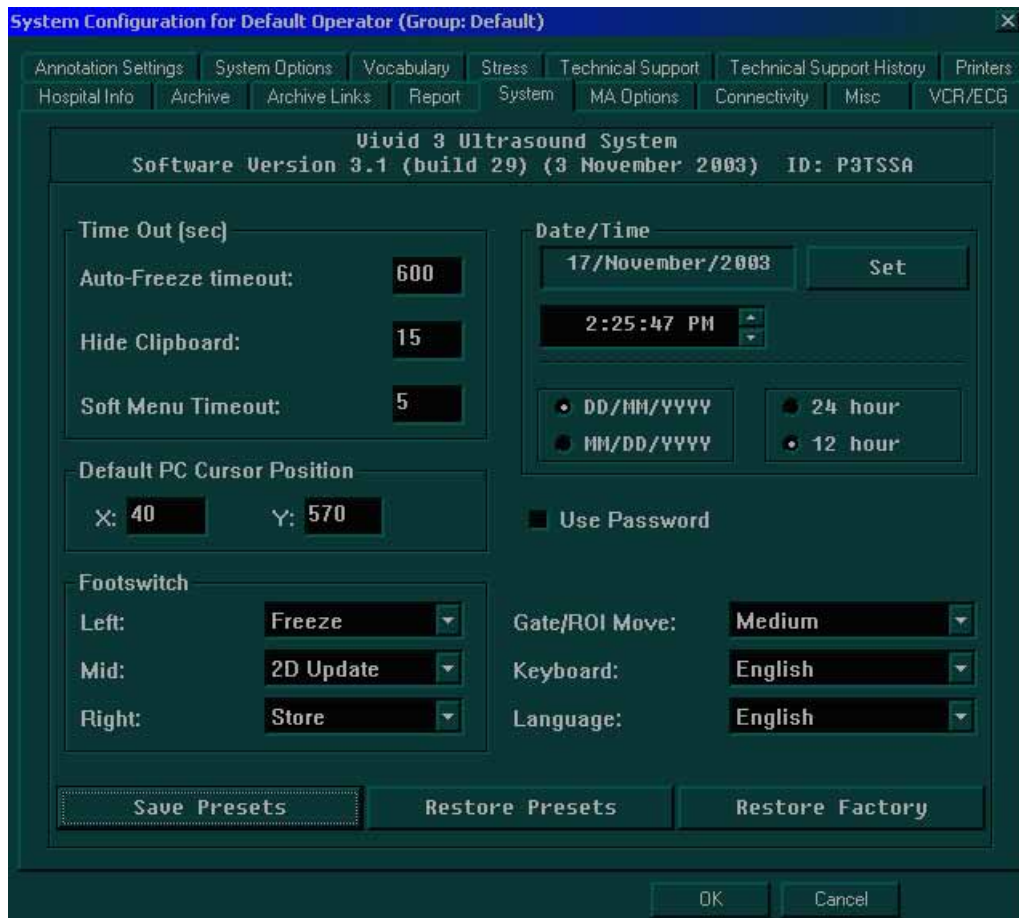 System Configuration for Default Operator (Group: Default)
Annotation Settings System Options Vocabulary Stress Technical Support Technical Support History Printers
Hospital Info Archive Archive Links Report System MA Options Connectivity Misc VCR/ECG
Vivid 3 Ultrasound System
Software Version 3.1 (build 29) (3 November 2003) ID: P3TSSA
Time Out (sec)
Auto-Freeze timeout: 600
Hide Clipboard: 15
Soft Menu Timeout: 5
Date/Time
17/November/2003 Set
2:25:47 PM
DD/MM/YYYY 24 hour
MM/DD/YYYY 12 hour
Default PC Cursor Position
X: 40 Y: 570
Use Password
Footswitch
Left: Freeze
Mid: 2D Update
Right: Store
Gate/ROI Move: Medium
Keyboard: English
Language: English
Save Presets Restore Presets Restore Factory
OK Cancel